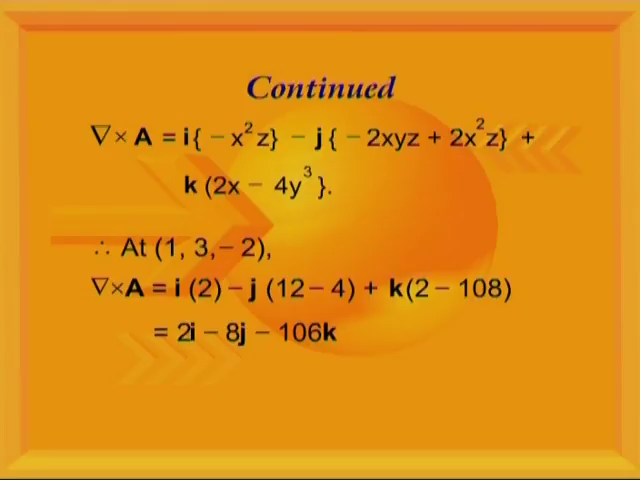 Continued
∇× A = i{ − x²z} − j{ − 2xyz + 2x²z} +
k (2x − 4y³}.
∴ At (1, 3,− 2),
∇×A = i (2) − j (12 − 4) + k(2 − 108)
= 2i − 8j − 106k